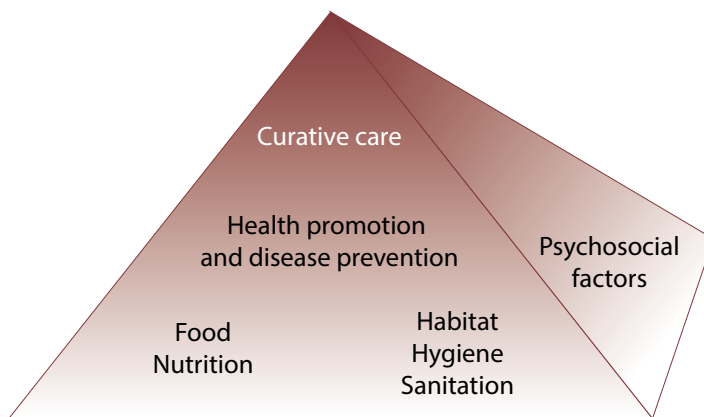 Curative care
Health promotion
and disease prevention
Psychosocial
factors
Food
Nutrition
Habitat
Hygiene
Sanitation